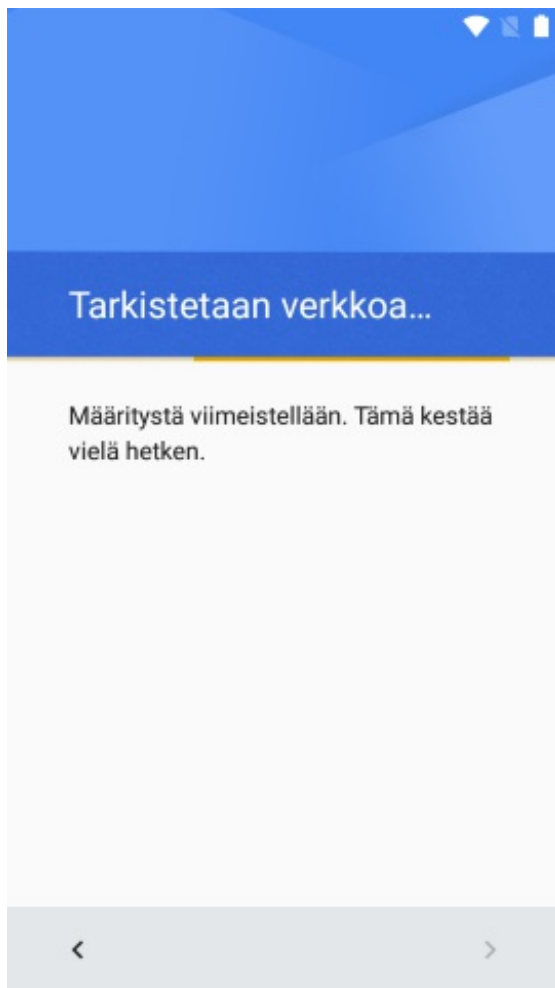 Tarkistetaan verkkoa...
Määritystä viimeistellään. Tämä kestää
vielä hetken.